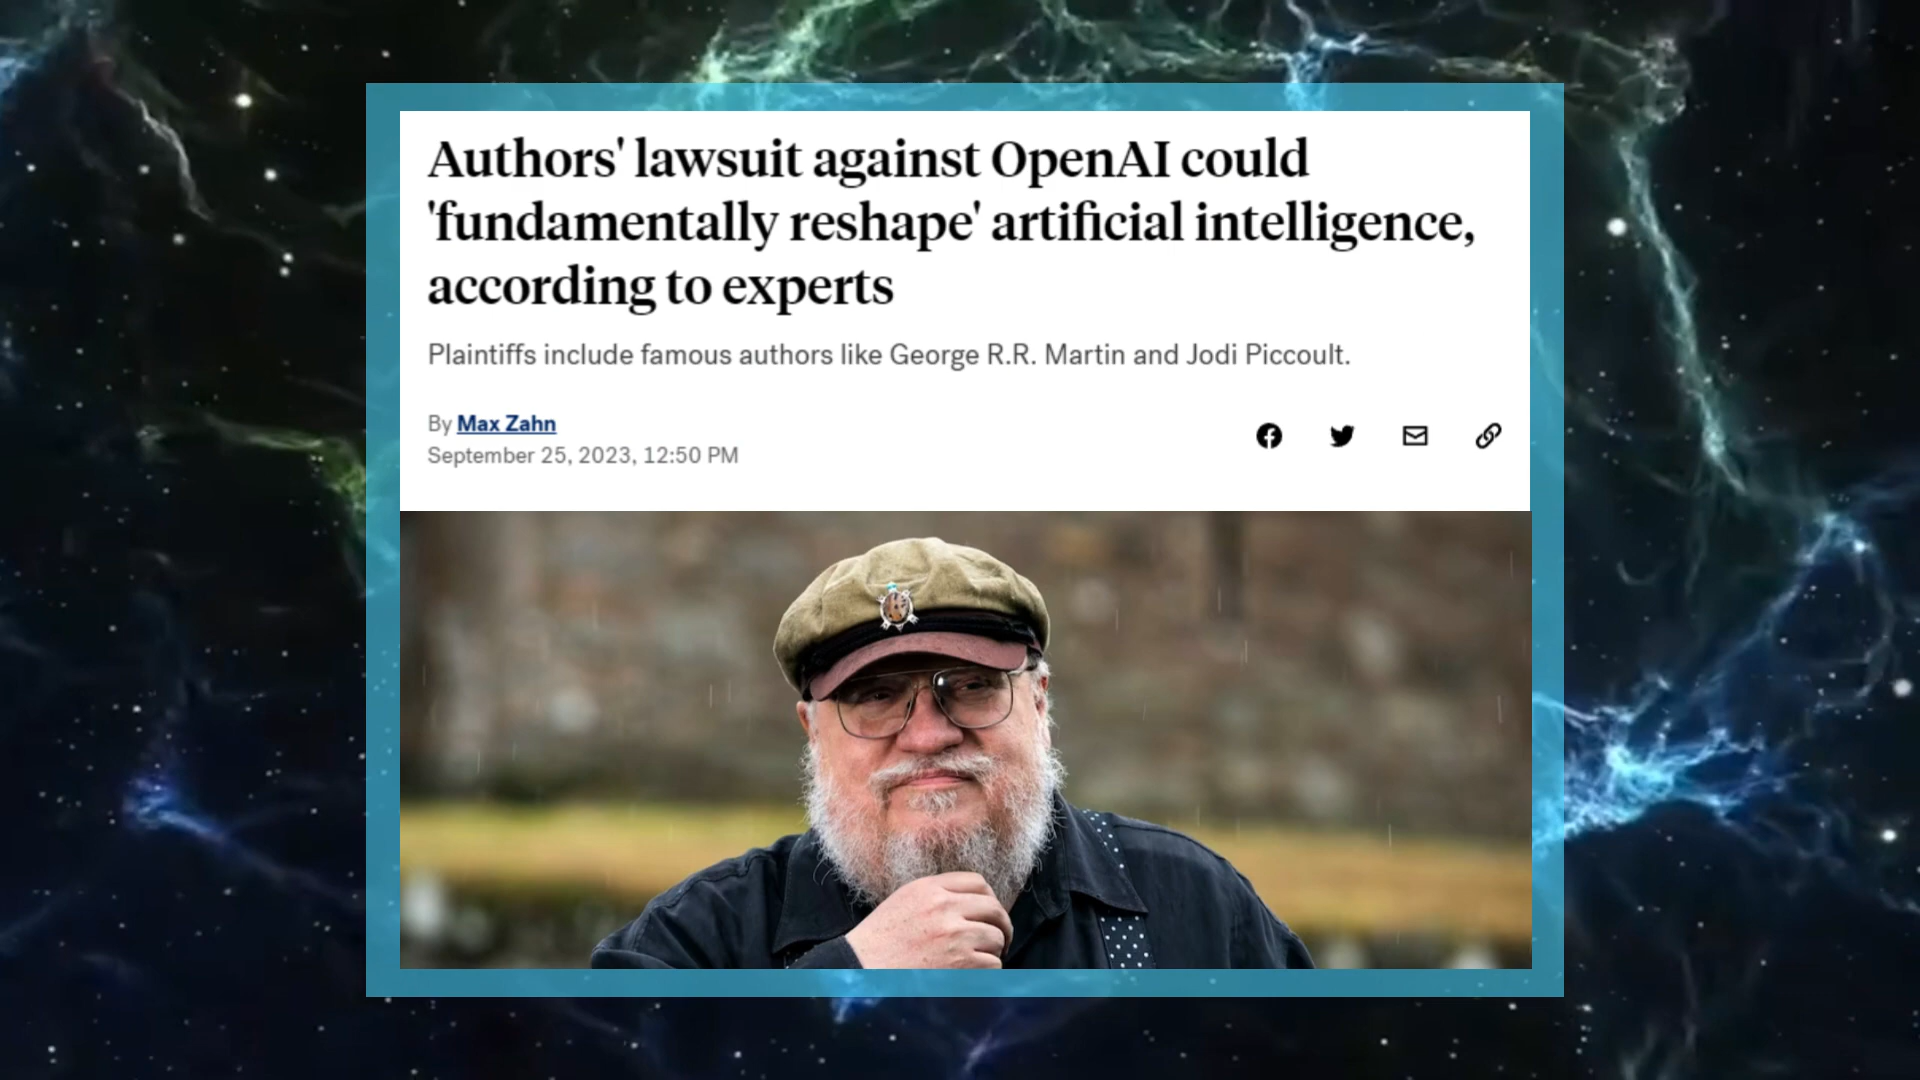 Authors' lawsuit against OpenAI could
'fundamentally reshape' artificial intelligence,
according to experts
Plaintiffs include famous authors like George R.R. Martin and Jodi Piccoult.
By Max Zahn
September 25, 2023, 12:50 PM